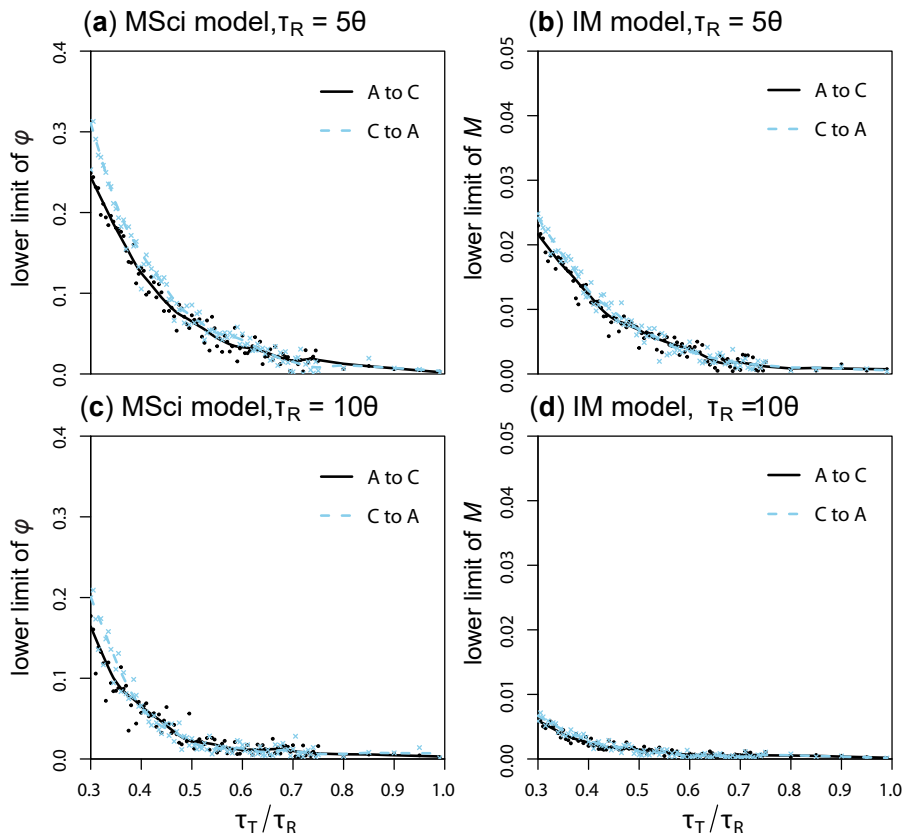 (a) MSci model, τR = 5θ
(b) IM model, τR = 5θ
lower limit of φ
0.0 0.1 0.2 0.3 0.4
A to C
C to A
lower limit of M
0.00 0.01 0.02 0.03 0.04 0.05
A to C
C to A
(c) MSci model, τR = 10θ
(d) IM model, τR =10θ
lower limit of φ
0.0 0.1 0.2 0.3 0.4
A to C
C to A
0.3 0.4 0.5 0.6 0.7 0.8 0.9 1.0
τT/τR
lower limit of M
0.00 0.01 0.02 0.03 0.04 0.05
A to C
C to A
0.3 0.4 0.5 0.6 0.7 0.8 0.9 1.0
τT/τR